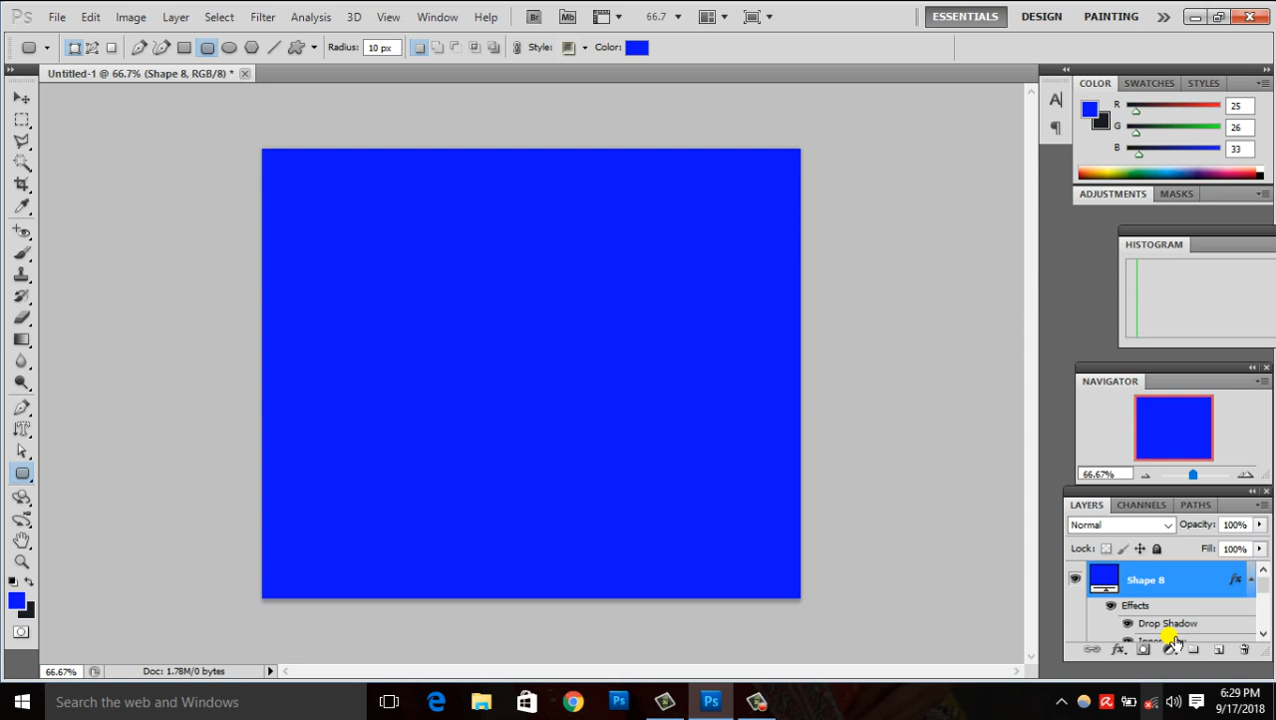 Ps File Edit Image Layer Select Filter Analysis 3D View Window Help Br Mb 66.7 ESSENTIALS DESIGN PAINTING
Radius: 10 px Style: Color:
Untitled-1 @ 66.7% (Shape 8, RGB/8) *
COLOR SWATCHES STYLES
R 25
G 26
B 33
ADJUSTMENTS MASKS
HISTOGRAM
NAVIGATOR
66.67%
LAYERS CHANNELS PATHS
Normal Opacity: 100%
Lock: Fill: 100%
Shape 8 fx
Effects
Drop Shadow
fx
66.67% Doc: 1.78M/0 bytes
Search the web and Windows
Ps Ps
6:29 PM
9/17/2018